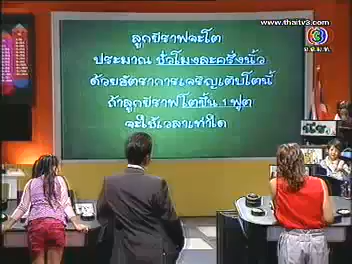 www.thaitv3.com
ลูกยีราฟจะโต
ประมาณ ชั่วโมงละครึ่งนิ้ว
ด้วยอัตราการเจริญเติบโตนี้
ถ้าลูกยีราฟโตขึ้น 1 ฟุต
จะใช้เวลาเท่าใด